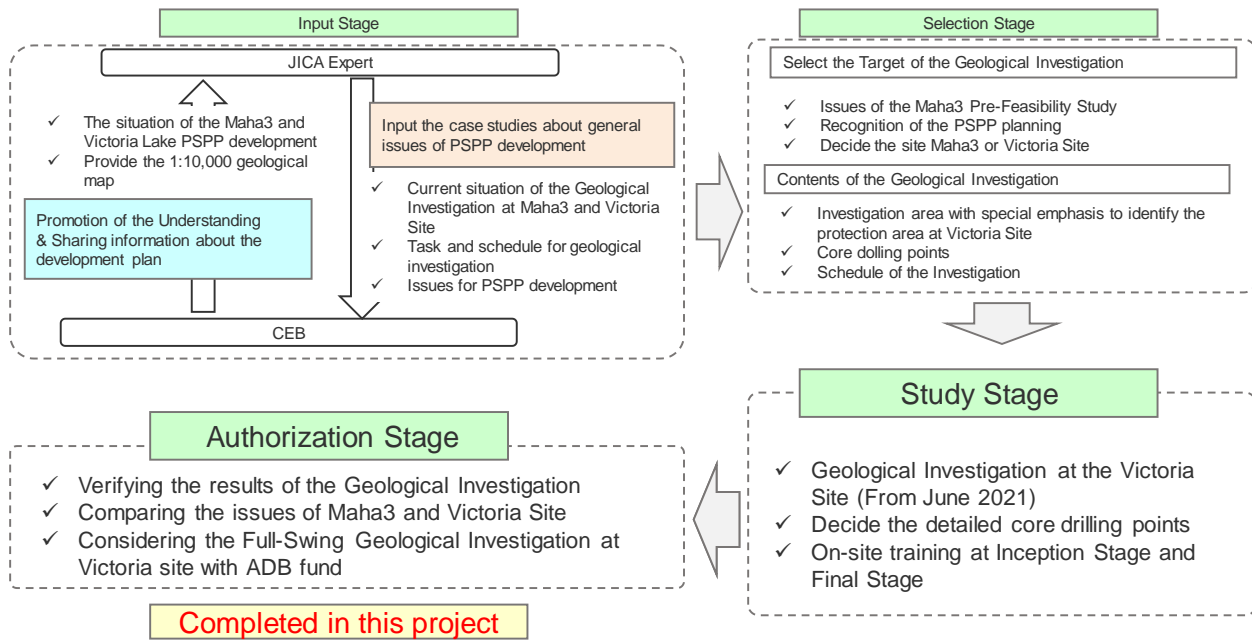 Input Stage
JICA Expert
✓ The situation of the Maha3 and
Victoria Lake PSPP development
✓ Provide the 1:10,000 geological
map
Promotion of the Understanding
& Sharing information about the
development plan
Input the case studies about general
issues of PSPP development
✓ Current situation of the Geological
Investigation at Maha3 and Victoria
Site
✓ Task and schedule for geological
investigation
✓ Issues for PSPP development
CEB
Selection Stage
Select the Target of the Geological Investigation
✓ Issues of the Maha3 Pre-Feasibility Study
✓ Recognition of the PSPP planning
✓ Decide the site Maha3 or Victoria Site
Contents of the Geological Investigation
✓ Investigation area with special emphasis to identify the
protection area at Victoria Site
✓ Core dolling points
✓ Schedule of the Investigation
Study Stage
✓ Geological Investigation at the Victoria
Site (From June 2021)
✓ Decide the detailed core drilling points
✓ On-site training at Inception Stage and
Final Stage
Authorization Stage
✓ Verifying the results of the Geological Investigation
✓ Comparing the issues of Maha3 and Victoria Site
✓ Considering the Full-Swing Geological Investigation at
Victoria site with ADB fund
Completed in this project